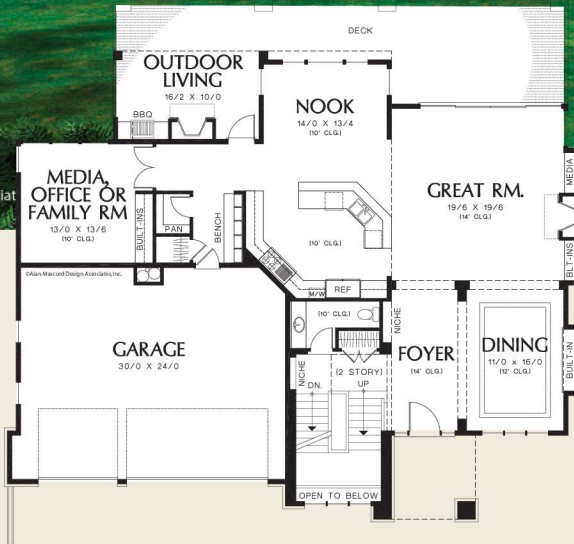 DECK
OUTDOOR
LIVING
16/2 X 10/0
BBQ
NOOK
14/0 X 13/4
(10' CLG.)
MEDIA,
OFFICE OR
FAMILY RM
13/0 X 13/6
(10' CLG.)
BUILT-INS
PAN
BENCH
GREAT RM.
19/6 X 19/6
(14' CLG.)
MEDIA
BLT-INS
iat
(10' CLG.)
©Alan Mascord Design Associates, Inc.
M/W
REF
(10' CLG.)
GARAGE
30/0 X 24/0
NICHE
DN.
(2 STORY)
UP
NICHE
FOYER
(14' CLG.)
DINING
11/0 x 16/0
(12' CLG.)
BUILT-IN
OPEN TO BELOW